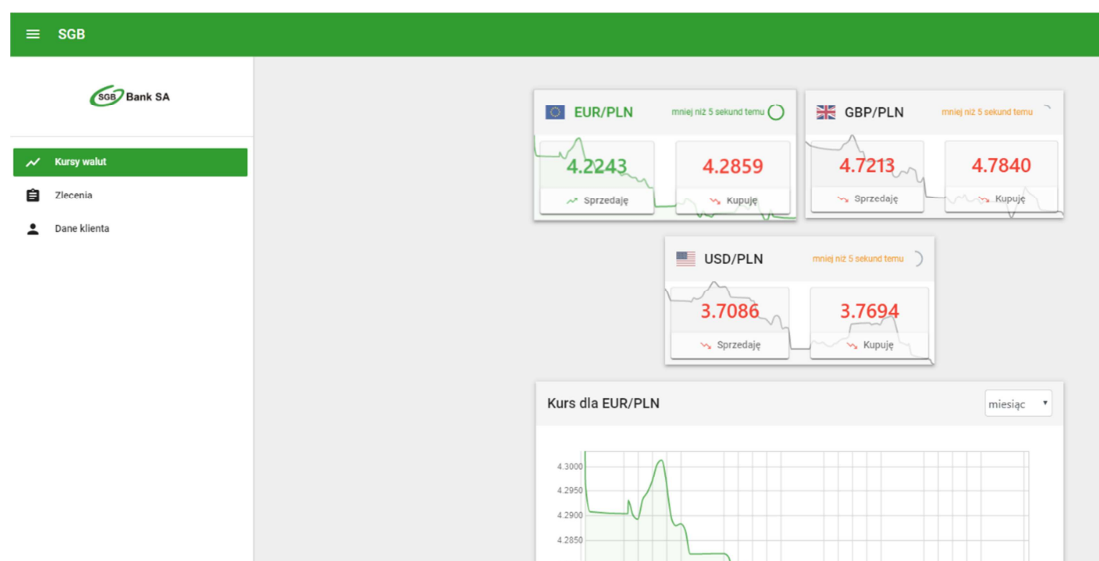 SGB
SGB Bank SA
Kursy walut
Zlecenia
Dane klienta
EUR/PLN mniej niż 5 sekund temu
4.2243 4.2859
Sprzedaję Kupuję
GBP/PLN mniej niż 5 sekund temu
4.7213 4.7840
Sprzedaję Kupuję
USD/PLN mniej niż 5 sekund temu
3.7086 3.7694
Sprzedaję Kupuję
Kurs dla EUR/PLN miesiąc
4.3000
4.2950
4.2900
4.2850